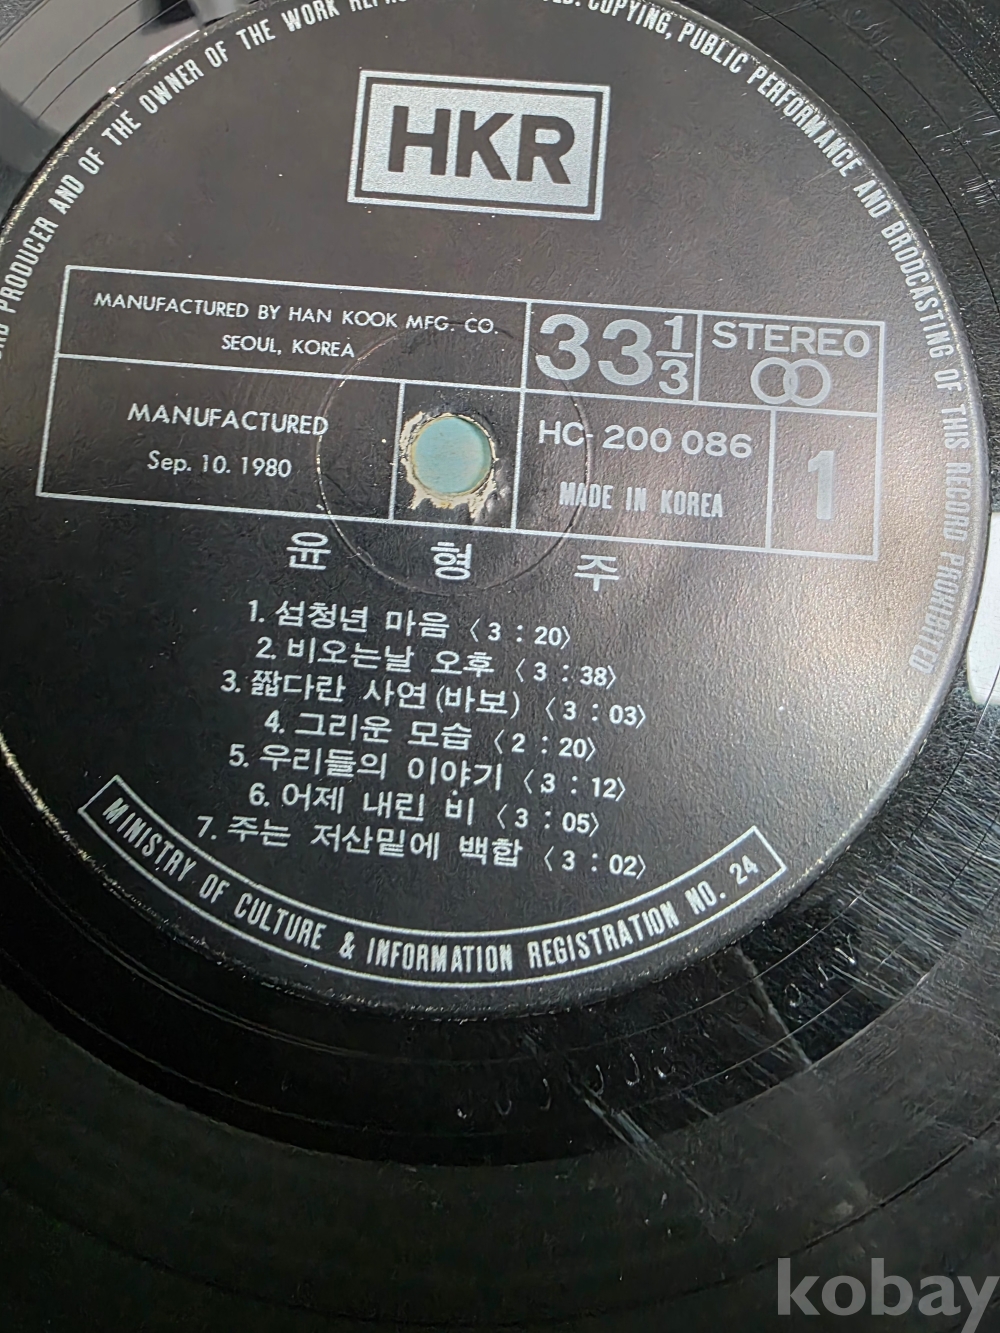 PRODUCER AND OF THE OWNER OF THE WORK
COPYING, PUBLIC PERFORMANCE AND BRODCASTING OF THIS RECORD PROHIBITED
HKR
MANUFACTURED BY HAN KOOK MFG. CO.
SEOUL, KOREA
33 1/3
STEREO
MANUFACTURED
Sep. 10. 1980
HC- 200 086
MADE IN KOREA
1
윤 형 주
1. 섬청년 마음 〈3 : 20〉
2. 비오는날 오후 〈3 : 38〉
3. 짧다란 사연(바보) 〈3 : 03〉
4. 그리운 모습 〈2 : 20〉
5. 우리들의 이야기 〈3 : 12〉
6. 어제 내린 비 〈3 : 05〉
7. 주는 저산밑에 백합 〈3 : 02〉
MINISTRY OF CULTURE & INFORMATION REGISTRATION NO. 24
kobay